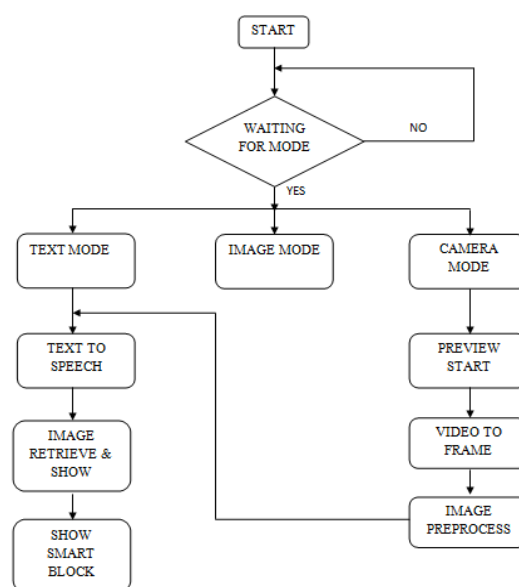 START
WAITING
FOR MODE
NO
YES
TEXT MODE
IMAGE MODE
CAMERA
MODE
TEXT TO
SPEECH
PREVIEW
START
IMAGE
RETRIEVE &
SHOW
VIDEO TO
FRAME
SHOW
SMART
BLOCK
IMAGE
PREPROCESS